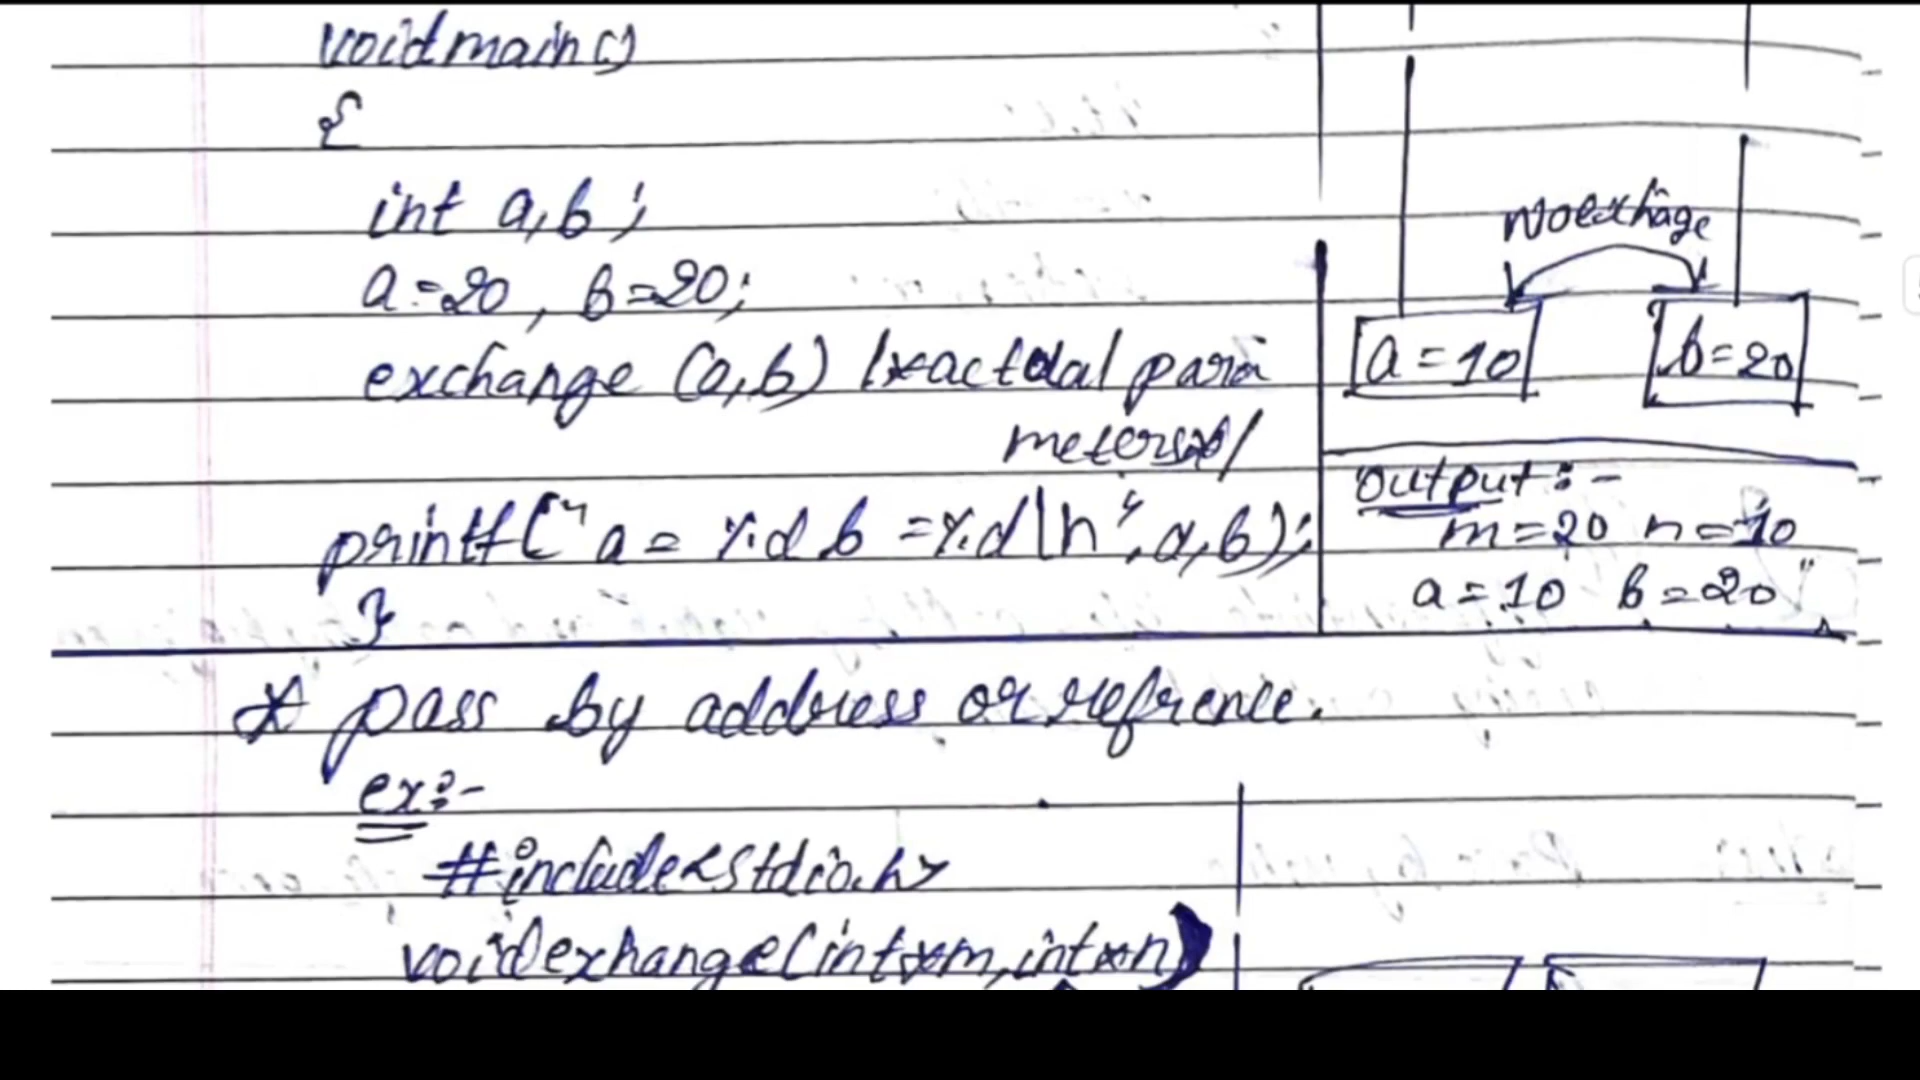 void main()
{
int a,b;
a=20, b=20;
exchange (a,b) /*actual para
meters*/
printf("a = %d b =%d\n", a,b);
}
No exchage
a = 10
b = 20
output:-
m=20 n=10
a=10 b=20
* pass by address or refrence.
ex:-
#include<stdio.h>
void exchange(int *m, int *n)